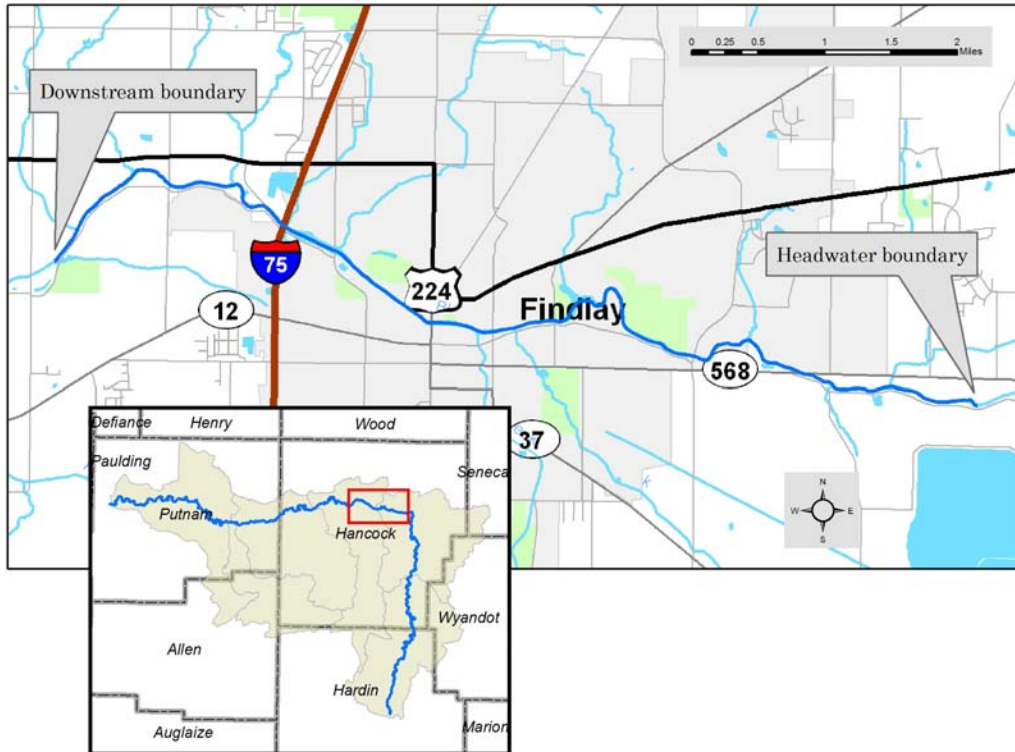 0 0.25 0.5 1 1.5 2
Miles
Downstream boundary
Headwater boundary
75
224
12
Findlay
568
37
N
W E
S
Defiance Henry Wood
Paulding
Seneca
Putnam
Hancock
Wyandot
Allen
Hardin
Auglaize
Marion